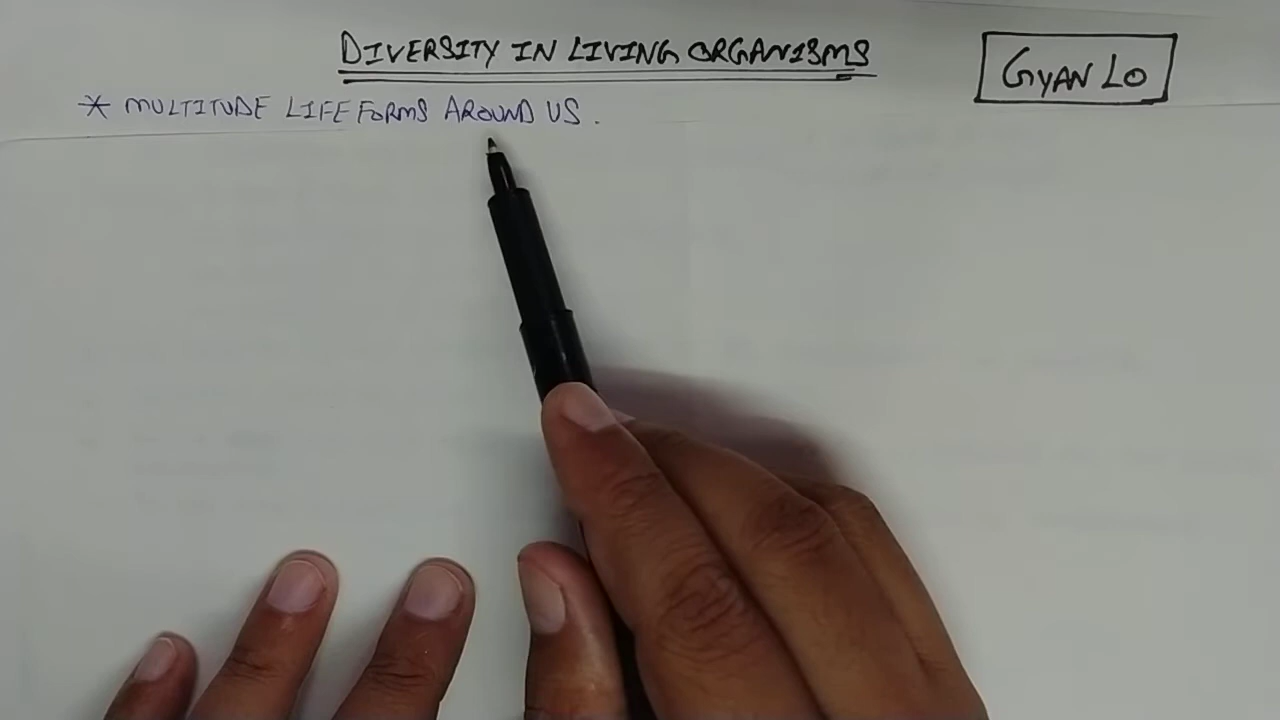 DIVERSITY IN LIVING ORGANISMS
GYAN LO
* MULTITUDE LIFE FORMS AROUND US.